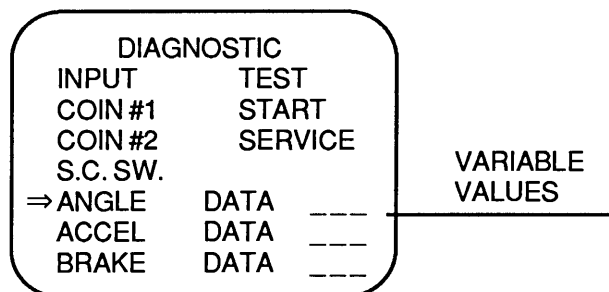 DIAGNOSTIC
INPUT TEST
COIN #1 START
COIN #2 SERVICE
S.C. SW.
⇒ ANGLE DATA ___
ACCEL DATA ___
BRAKE DATA ___
VARIABLE
VALUES